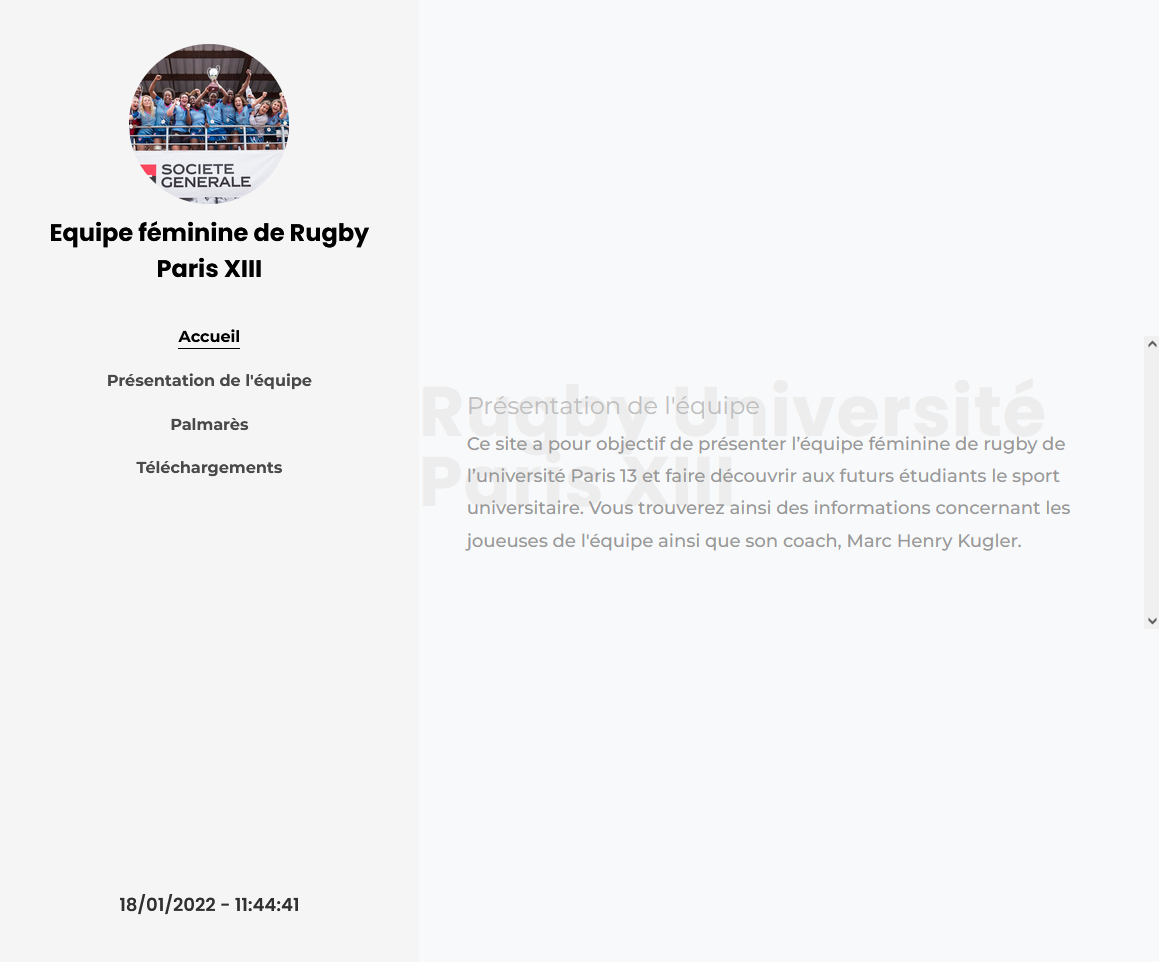 SOCIETE
GENERALE
Equipe féminine de Rugby
Paris XIII
Accueil
Présentation de l'équipe
Palmarès
Téléchargements
18/01/2022 - 11:44:41
Rugby Université
Paris XIII
Présentation de l'équipe
Ce site a pour objectif de présenter l’équipe féminine de rugby de
l’université Paris 13 et faire découvrir aux futurs étudiants le sport
universitaire. Vous trouverez ainsi des informations concernant les
joueuses de l'équipe ainsi que son coach, Marc Henry Kugler.